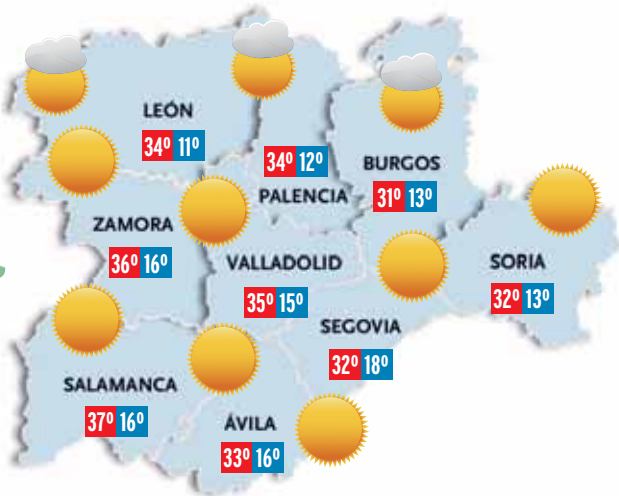 LEÓN
34º 11º
34º 12º
PALENCIA
BURGOS
31º 13º
ZAMORA
36º 16º
VALLADOLID
35º 15º
SORIA
32º 13º
SEGOVIA
32º 18º
SALAMANCA
37º 16º
ÁVILA
33º 16º